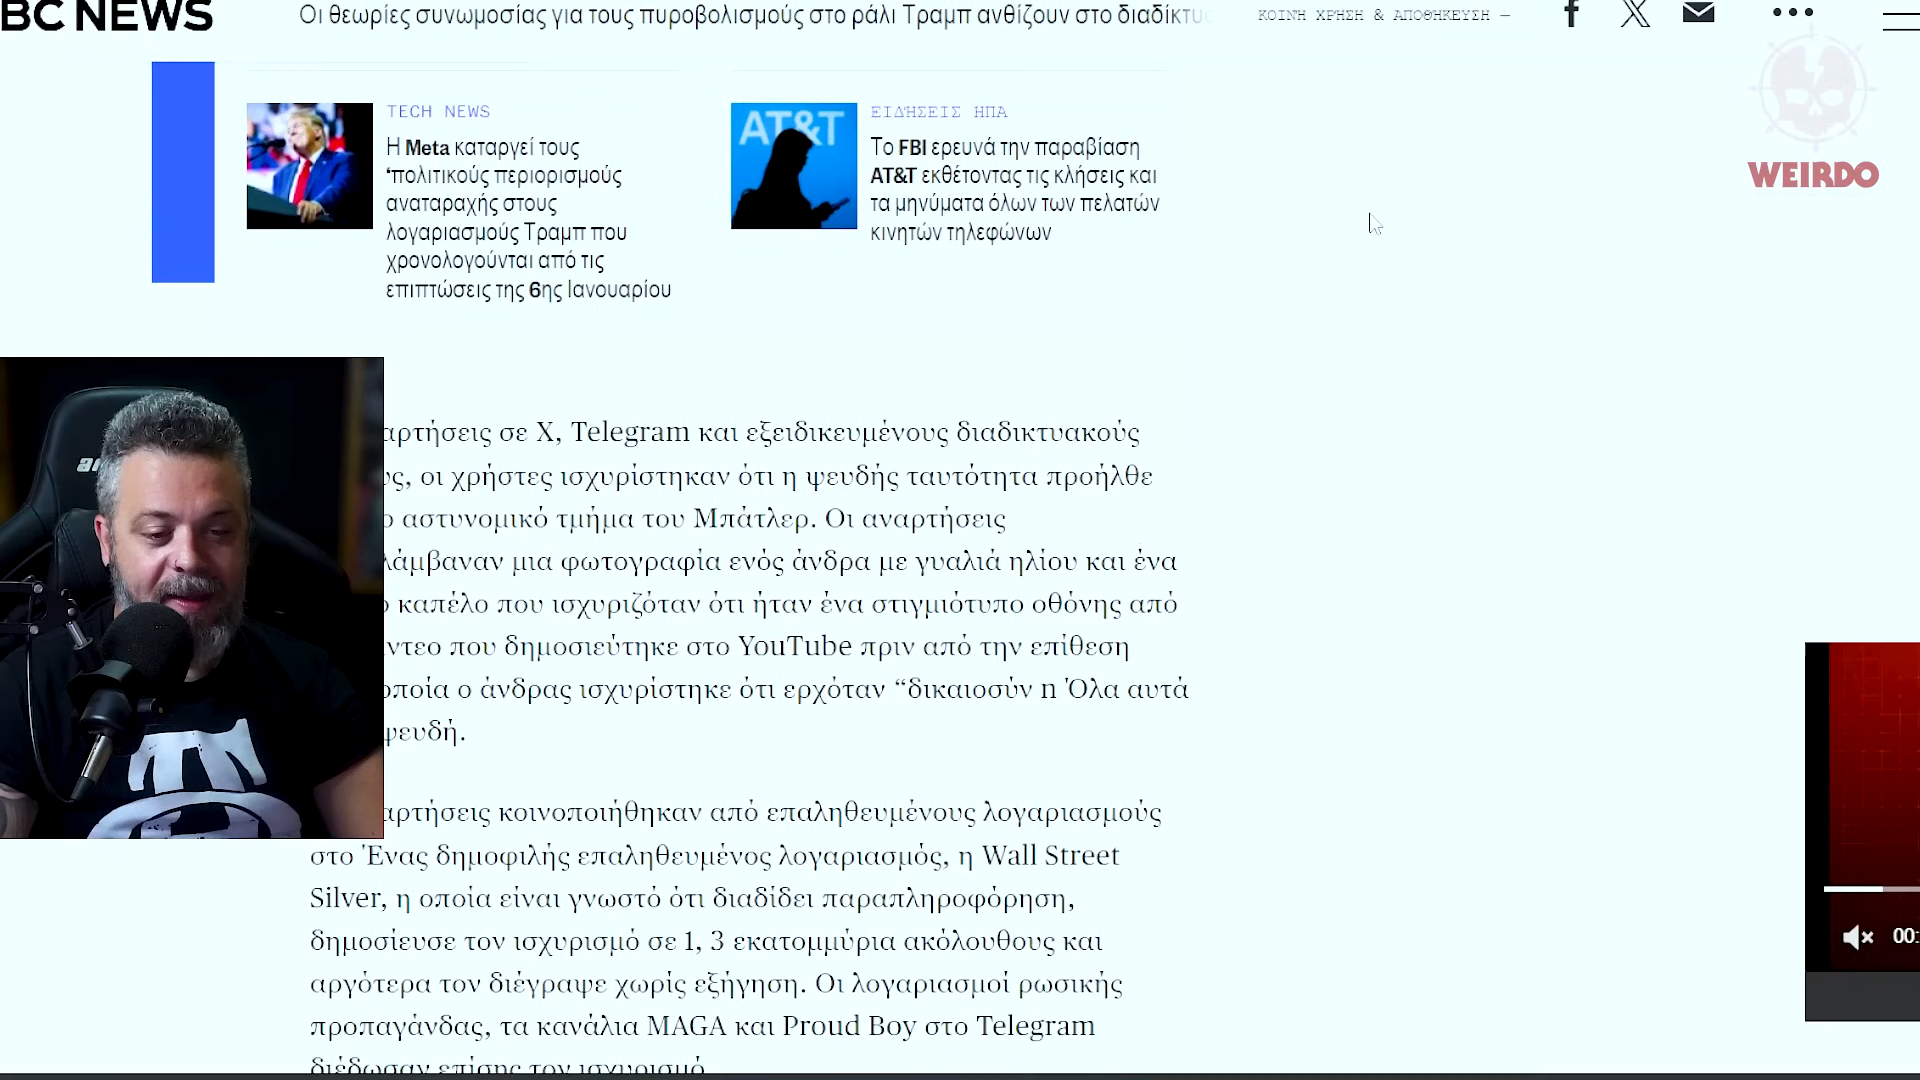 BC NEWS
Οι θεωρίες συνωμοσίας για τους πυροβολισμούς στο ράλι Τραμπ ανθίζουν στο
ΚΟΙΝΗ ΧΡΗΣΗ & ΑΠΟΘΗΚΕΥΣΗ —
WEIRDO
TECH NEWS
Η Meta καταργεί τους
‘πολιτικούς περιορισμούς
αναταραχής στους
λογαριασμούς Τραμπ που
χρονολογούνται από τις
επιπτώσεις της 6ης Ιανουαρίου
AT&T
ΕΙΔΉΣΕΙΣ ΗΠΑ
Το FBI ερευνά την παραβίαση
AT&T εκθέτοντας τις κλήσεις και
τα μηνύματα όλων των πελατών
κινητών τηλεφώνων
σε X, Telegram και εξειδικευμένους διαδικτυακούς
οι χρήστες ισχυρίστηκαν ότι η ψευδής ταυτότητα προήλθε
αστυνομικό τμήμα του Μπάτλερ. Οι αναρτήσεις
μια φωτογραφία ενός άνδρα με γυαλιά ηλίου και ένα
καπέλο που ισχυριζόταν ότι ήταν ένα στιγμιότυπο οθόνης από
που δημοσιεύτηκε στο YouTube πριν από την επίθεση
ο άνδρας ισχυρίστηκε ότι ερχόταν “δικαιοσύν n Όλα αυτά
ψευδή.
κοινοποιήθηκαν από επαληθευμένους λογαριασμούς
στο Ένας δημοφιλής επαληθευμένος λογαριασμός, η Wall Street
Silver, η οποία είναι γνωστό ότι διαδίδει παραπληροφόρηση,
δημοσίευσε τον ισχυρισμό σε 1, 3 εκατομμύρια ακόλουθους και
αργότερα τον διέγραψε χωρίς εξήγηση. Οι λογαριασμοί ρωσικής
προπαγάνδας, τα κανάλια MAGA και Proud Boy στο Telegram
διέδωσαν επίσης τον ισχυρισμό
00: